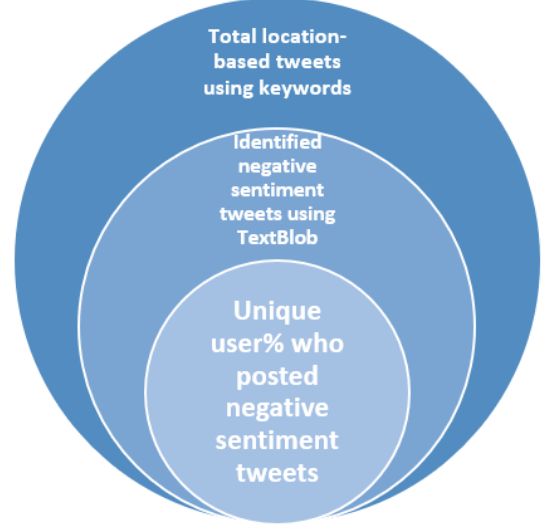 Total location-
based tweets
using keywords
Identified
negative
sentiment
tweets using
TextBlob
Unique
user% who
posted
negative
sentiment
tweets